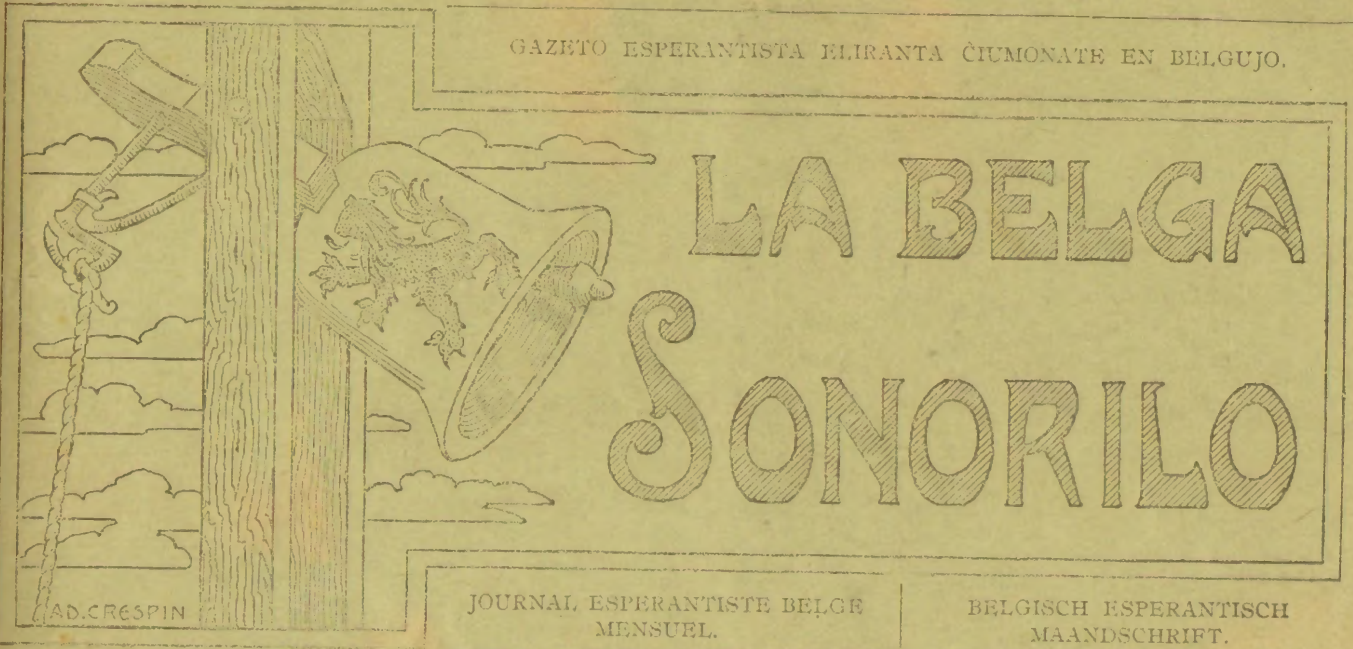 GAZETO ESPERANTISTA ELIRANTA ĈIUMONATE EN BELGUJO.
LA BELGA
SONORILO
AD.CRESPIN
JOURNAL ESPERANTISTE BELGE
MENSUEL.
BELGISCH ESPERANTISCH
MAANDSCHRIFT.